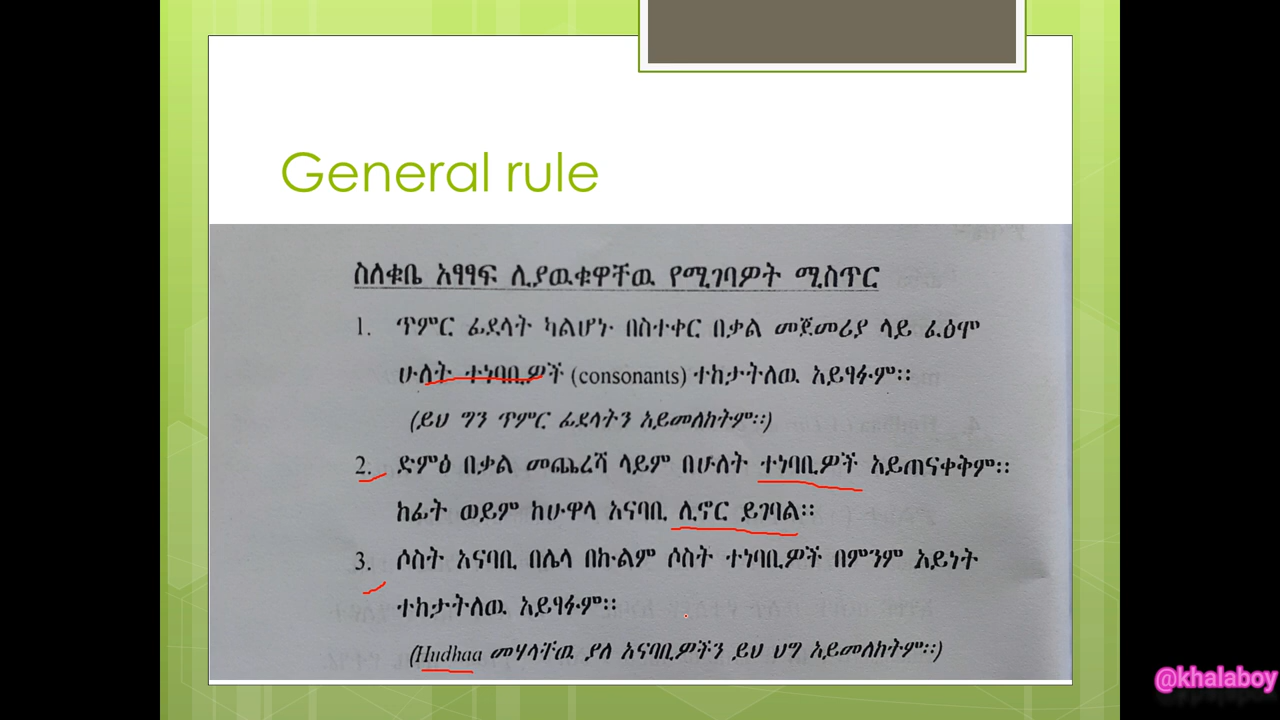 General rule
ስለቁቤ አፃፃፍ ሊያዉቁዋቸዉ የሚገባዎት ሚስጥር
1. ጥምር ፊደላት ካልሆኑ በስተቀር በቃል መጀመሪያ ላይ ፈፅሞ
ሁለት ተነባቢዎች (consonants) ተከታትለዉ አይፃፉም፡፡
(ይህ ግን ጥምር ፊደላትን አይመለከትም፡፡)
2. ድምፅ በቃል መጨረሻ ላይም በሁለት ተነባቢዎች አይጠናቀቅም፡፡
ከፊት ወይም ከሁዋላ አናባቢ ሊኖር ይገባል፡፡
3. ሶስት አናባቢ በሌላ በኩልም ሶስት ተነባቢዎች በምንም አይነት
ተከታትለዉ አይፃፉም፡፡
(Hudhaa መሃላቸዉ ያለ አናባቢዎችን ይህ ህግ አይመለከትም፡፡)
@khalaboy